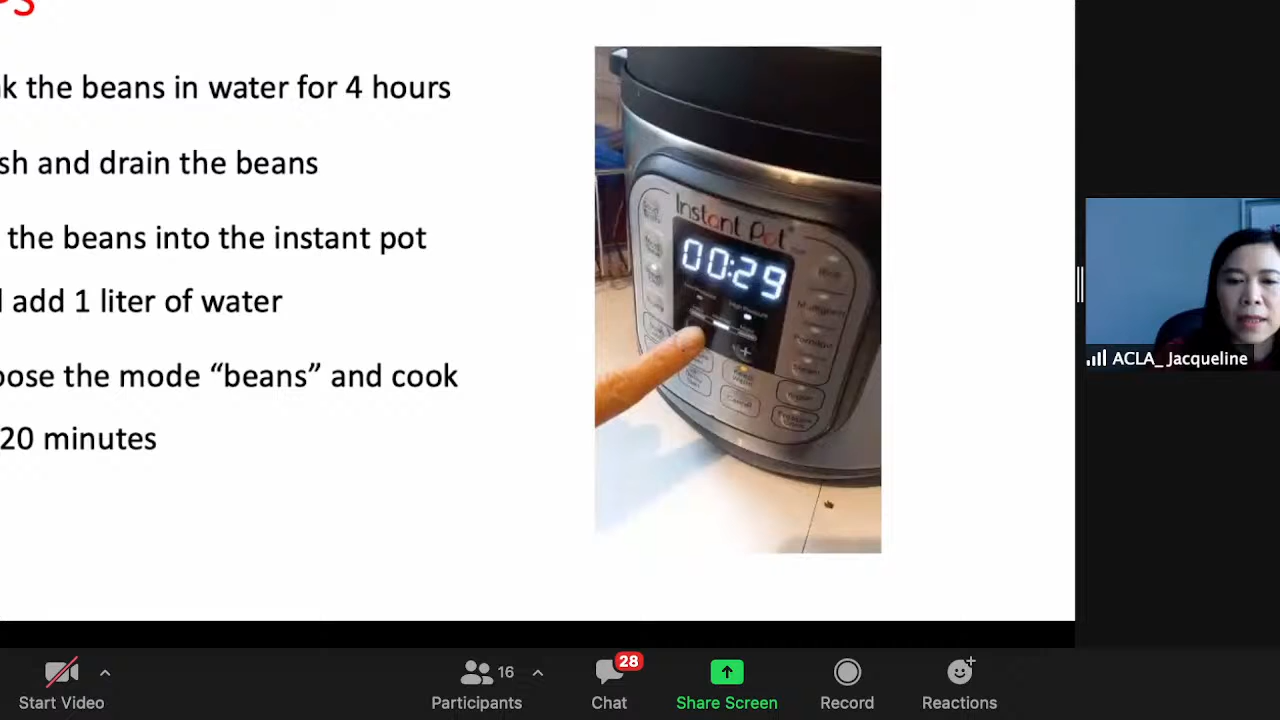 PS
k the beans in water for 4 hours
sh and drain the beans
the beans into the instant pot
add 1 liter of water
oose the mode “beans” and cook
20 minutes
Instant Pot
00:29
Cancel
ACLA_ Jacqueline
Start Video
16
Participants
28
Chat
Share Screen
Record
Reactions